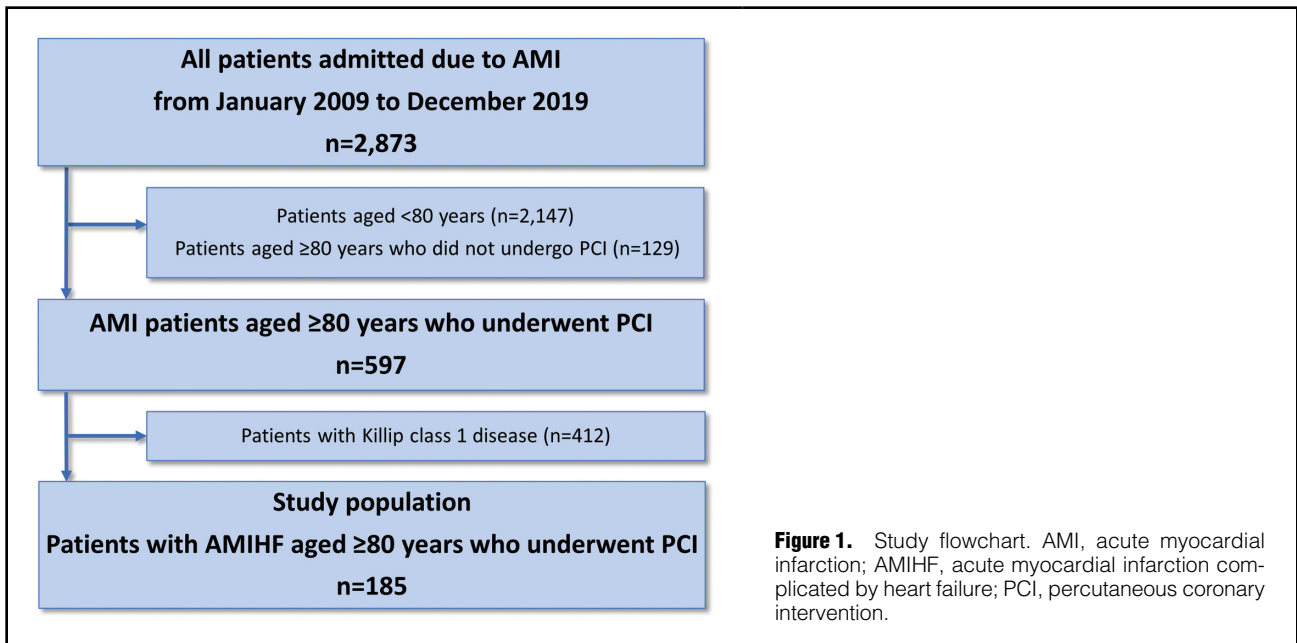 All patients admitted due to AMI
from January 2009 to December 2019
n=2,873
Patients aged <80 years (n=2,147)
Patients aged ≥80 years who did not undergo PCI (n=129)
AMI patients aged ≥80 years who underwent PCI
n=597
Patients with Killip class 1 disease (n=412)
Study population
Patients with AMIHF aged ≥80 years who underwent PCI
n=185
Figure 1. Study flowchart. AMI, acute myocardial
infarction; AMIHF, acute myocardial infarction com-
plicated by heart failure; PCI, percutaneous coronary
intervention.